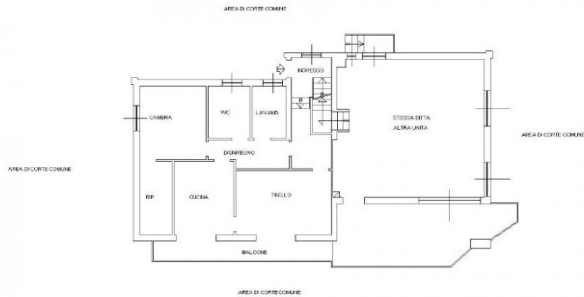 AREA DI CORTE COMUNE
INGRESSO
CAMERA
WC
LAVAND.
STESSA DITTA
ALTRA UNITA
AREA DI CORTE COMUNE
DISIMPEGNO
AREA DI CORTE COMUNE
RIP.
CUCINA
TINELLO
BALCONE
AREA DI CORTE COMUNE